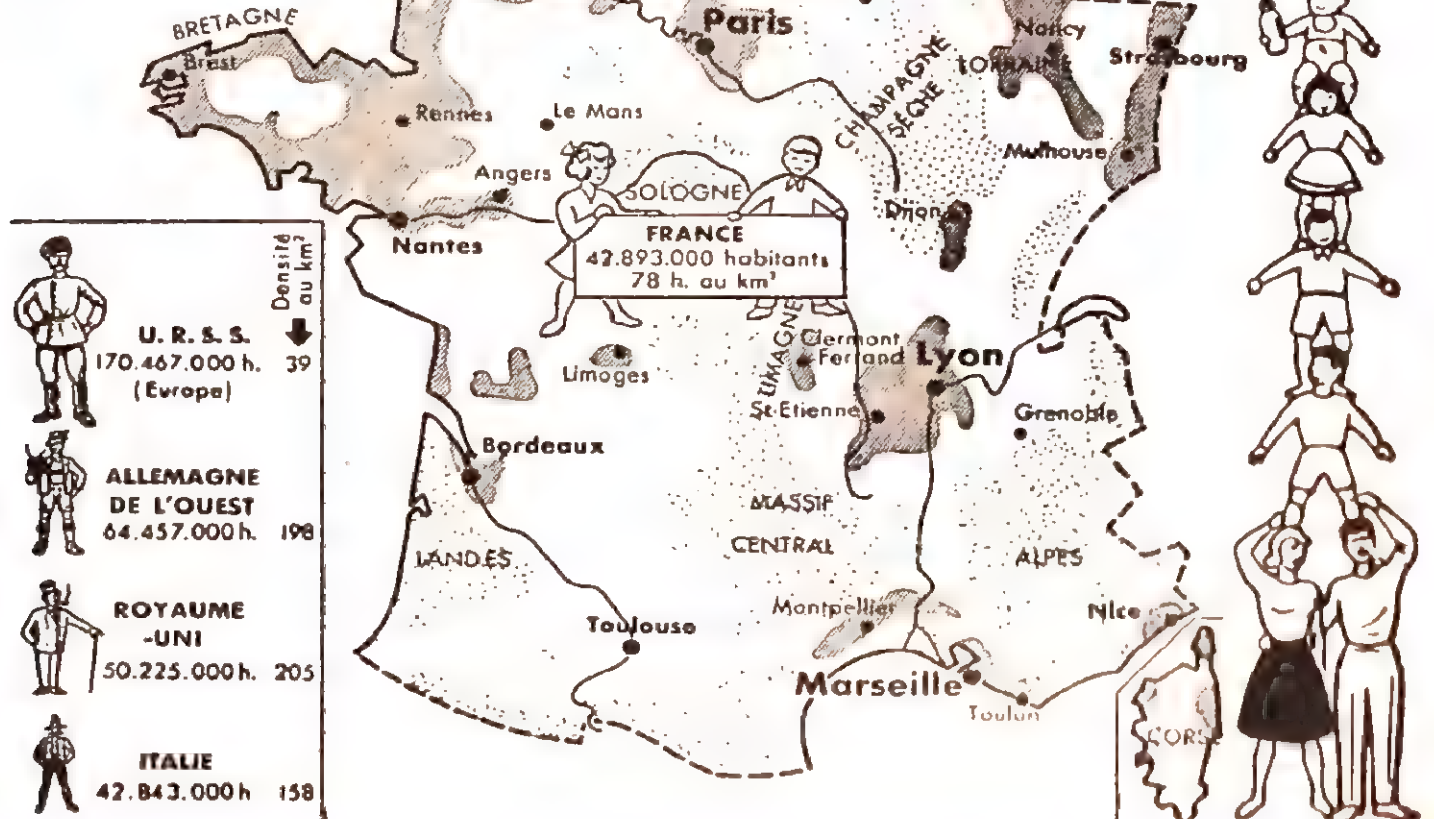 BRETAGNE
Paris
Nancy
LORRAINE
Strasbourg
Brest
CHAMPAGNE
SÈCHE
Rennes
Le Mans
Mulhouse
Angers
SOLOGNE
Dijon
Nantes
FRANCE
42.893.000 habitants
78 h. au km²
Densité
au km²
U. R. S. S.
170.467.000 h. 39
(Europe)
LIMAGNE
Clermont
Ferrand
Lyon
Limoges
St-Etienne
Grenoble
Bordeaux
ALLEMAGNE
DE L'OUEST
64.457.000 h. 198
MASSIF
CENTRAL
ALPES
LANDES
ROYAUME
-UNI
50.225.000 h. 205
Montpellier
Nice
Toulouse
Marseille
Toulon
CORSE
ITALIE
42.843.000 h 158